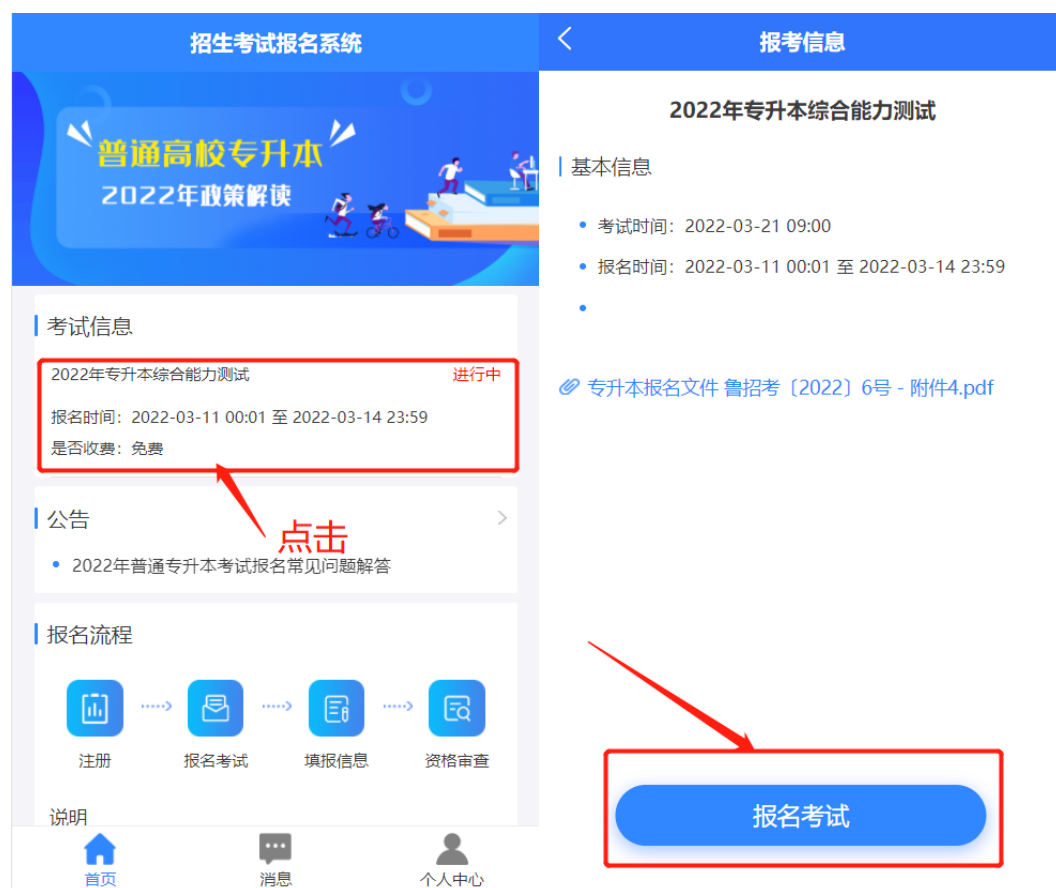 招生考试报名系统
普通高校专升本
2022年政策解读
考试信息
2022年专升本综合能力测试
进行中
报名时间：2022-03-11 00:01 至 2022-03-14 23:59
是否收费：免费
点击
公告
2022年普通专升本考试报名常见问题解答
报名流程
注册
报名考试
填报信息
资格审查
说明
首页
消息
个人中心
报考信息
2022年专升本综合能力测试
基本信息
考试时间：2022-03-21 09:00
报名时间：2022-03-11 00:01 至 2022-03-14 23:59
专升本报名文件 鲁招考〔2022〕6号 - 附件4.pdf
报名考试